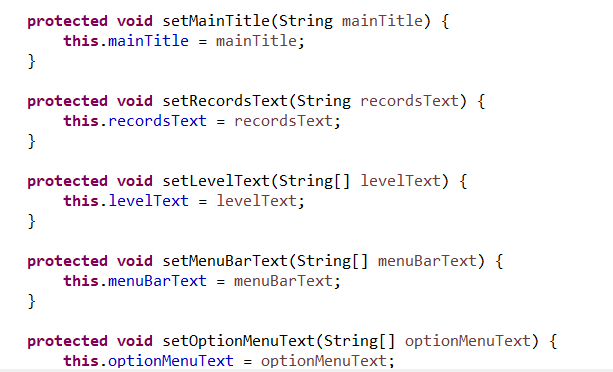 protected void setMainTitle(String mainTitle) {
this.mainTitle = mainTitle;
}
protected void setRecordsText(String recordsText) {
this.recordsText = recordsText;
}
protected void setLevelText(String[] levelText) {
this.levelText = levelText;
}
protected void setMenuBarText(String[] menuBarText) {
this.menuBarText = menuBarText;
}
protected void setOptionMenuText(String[] optionMenuText) {
this.optionMenuText = optionMenuText;